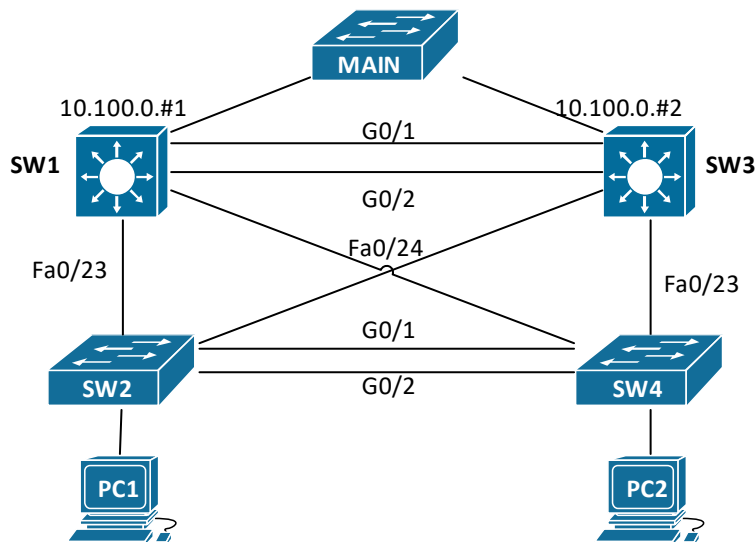 MAIN
10.100.0.#1
10.100.0.#2
G0/1
SW1
SW3
G0/2
Fa0/24
Fa0/23
Fa0/23
G0/1
SW2
G0/2
SW4
PC1
PC2